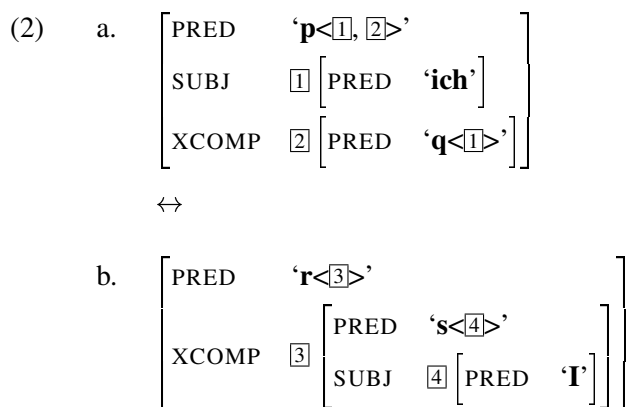 (2) a. [PRED ‘p<[1], [2]>’
SUBJ [1] [PRED ‘ich’]
XCOMP [2] [PRED ‘q<[1]>’]]
↔
b. [PRED ‘r<[3]>’
XCOMP [3] [PRED ‘s<[4]>’
SUBJ [4] [PRED ‘I’]]]